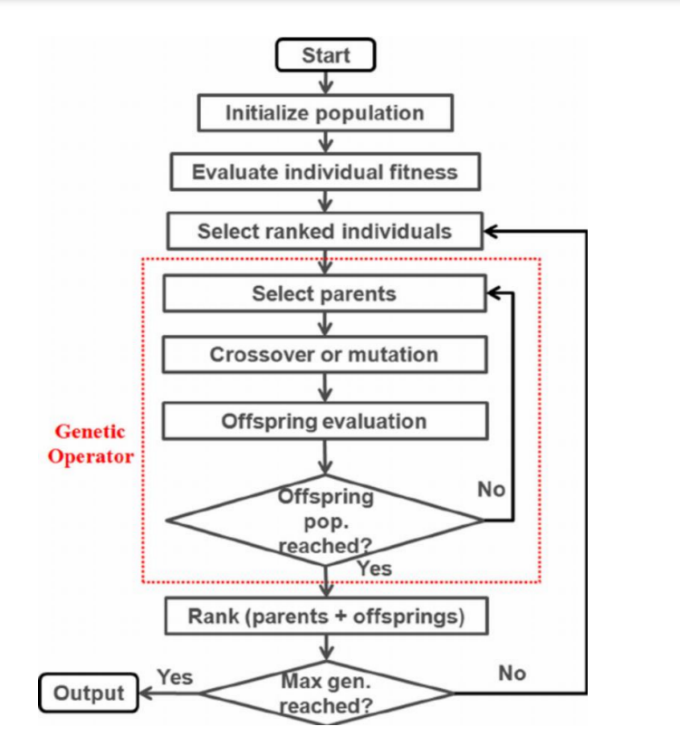 Start
Initialize population
Evaluate individual fitness
Select ranked individuals
Select parents
Crossover or mutation
Offspring evaluation
Genetic
Operator
Offspring
pop.
reached?
No
Yes
Rank (parents + offsprings)
Max gen.
reached?
Yes
No
Output